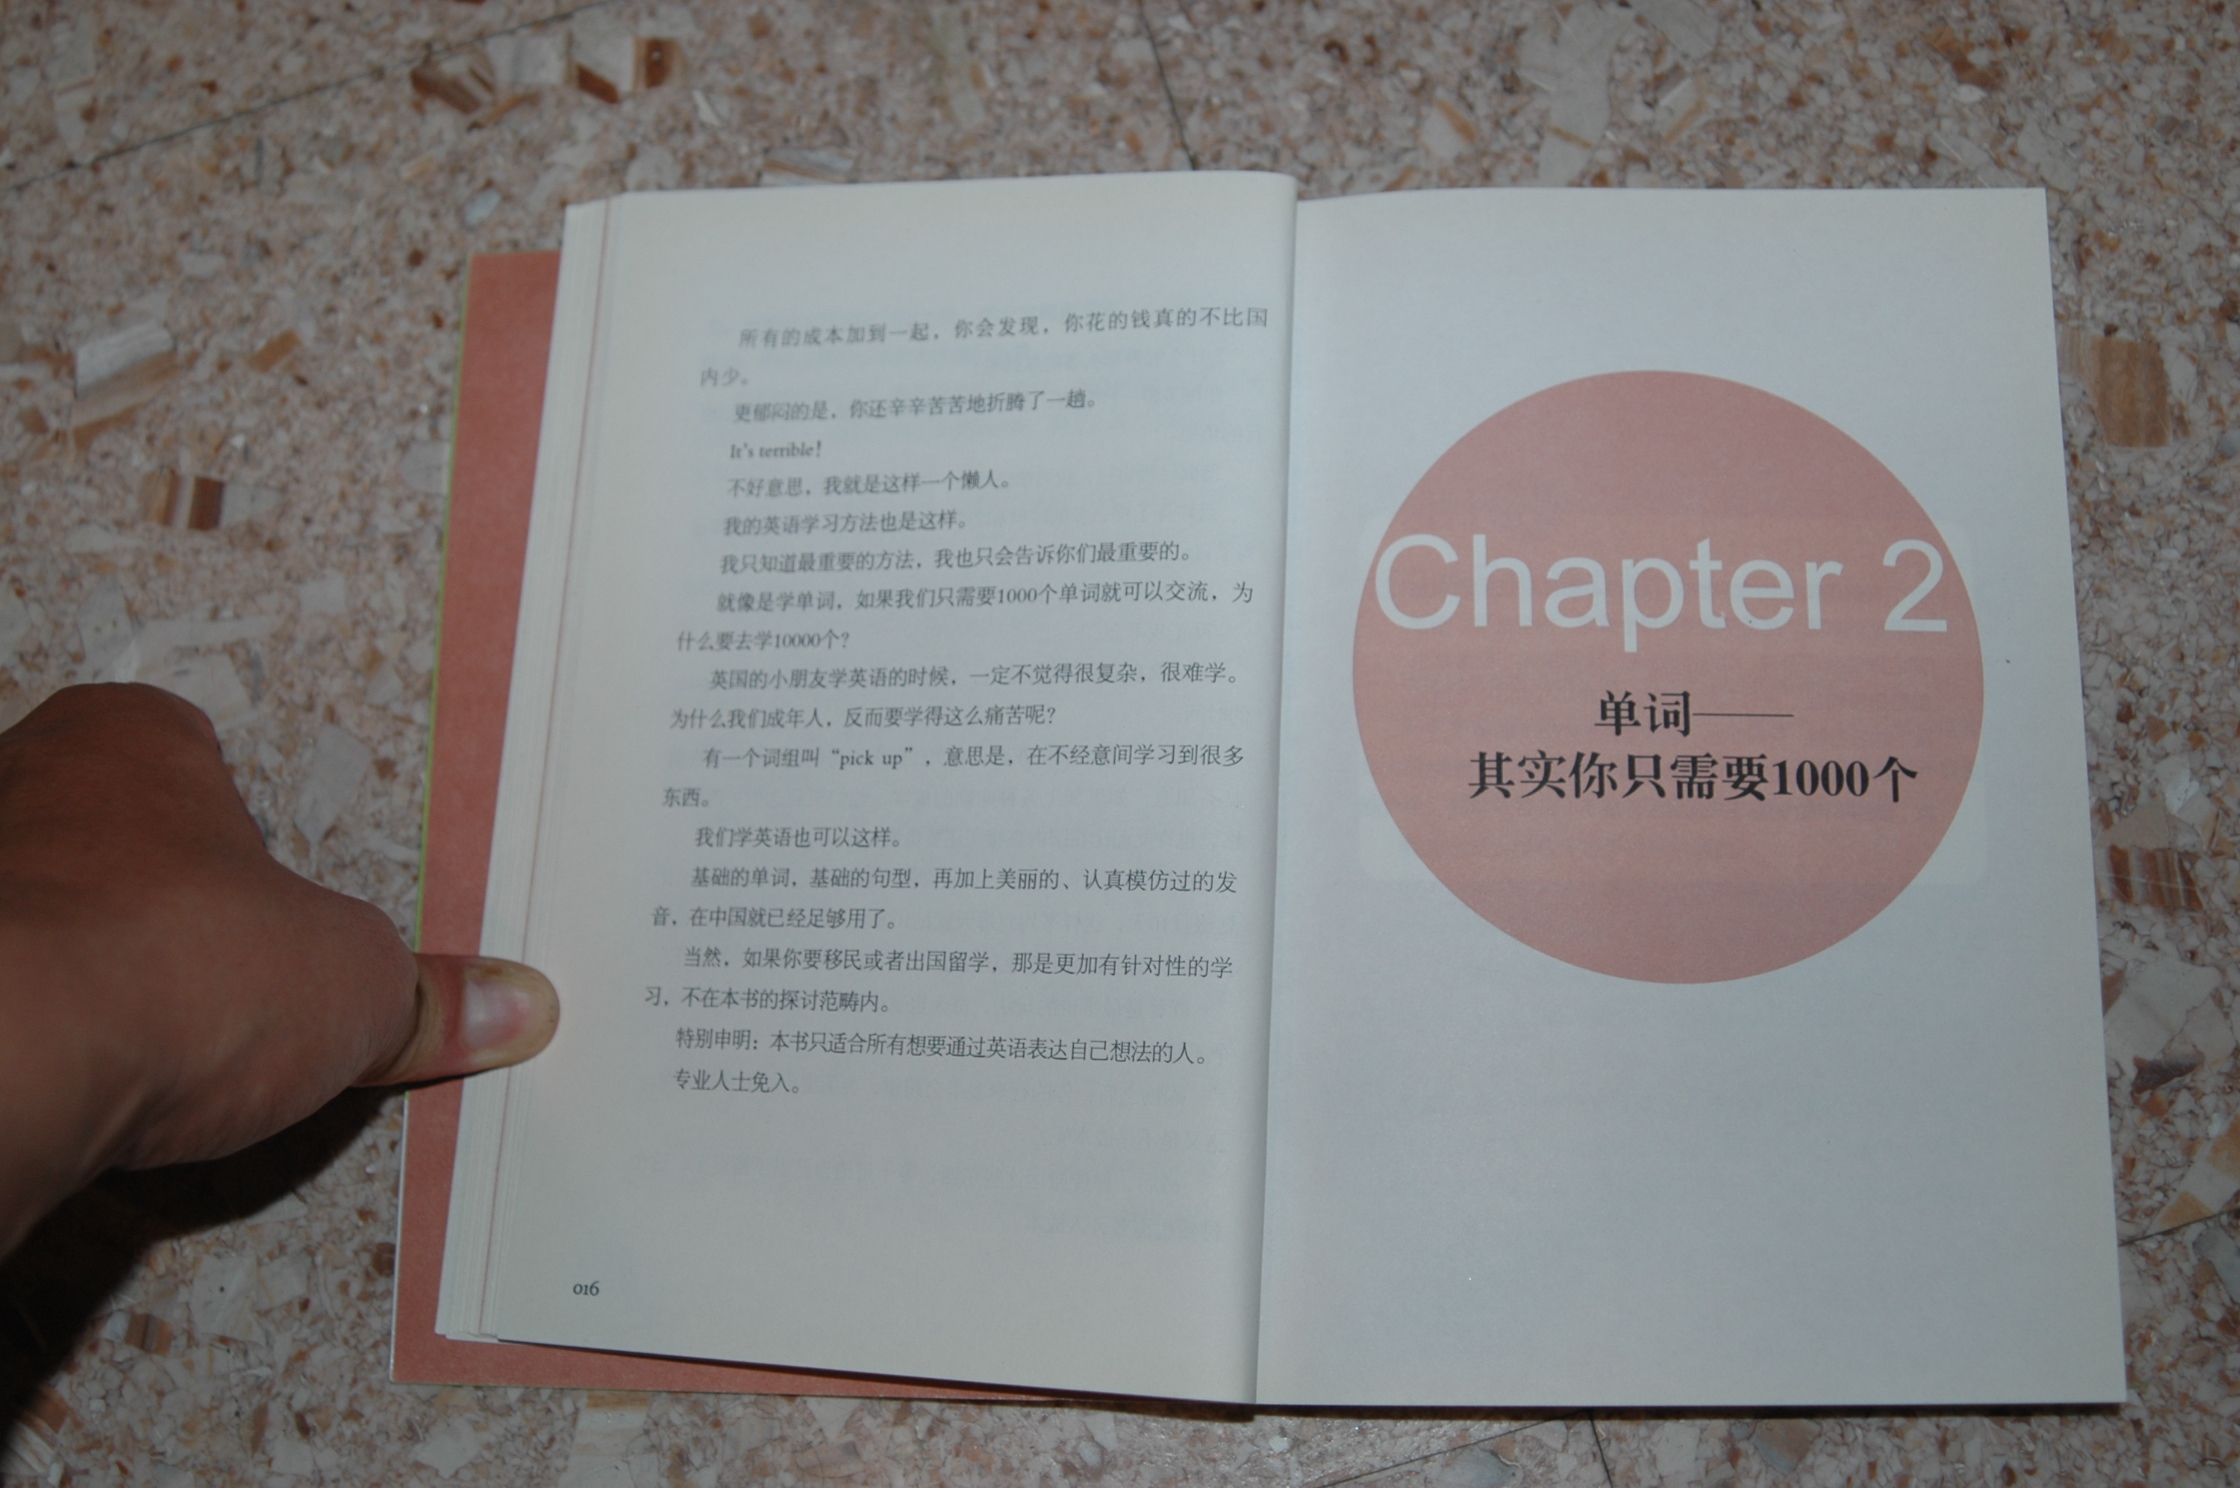 所有的成本加到一起，你会发现，你花的钱真的不比国
内少。
更郁闷的是，你还辛辛苦苦地折腾了一趟。
It's terrible!
不好意思，我就是这样一个懒人。
我的英语学习方法也是这样。
我只知道最重要的方法，我也只会告诉你们最重要的。
就像是学单词，如果我们只需要1000个单词就可以交流，为
什么要去学10000个？
英国的小朋友学英语的时候，一定不觉得很复杂，很难学。
为什么我们成年人，反而要学得这么痛苦呢？
有一个词组叫“pick up”，意思是，在不经意间学习到很多
东西。
我们学英语也可以这样。
基础的单词，基础的句型，再加上美丽的、认真模仿过的发
音，在中国就已经足够用了。
当然，如果你要移民或者出国留学，那是更加有针对性的学
习，不在本书的探讨范畴内。
特别申明：本书只适合所有想要通过英语表达自己想法的人。
专业人士免入。
016
Chapter 2
单词——
其实你只需要1000个